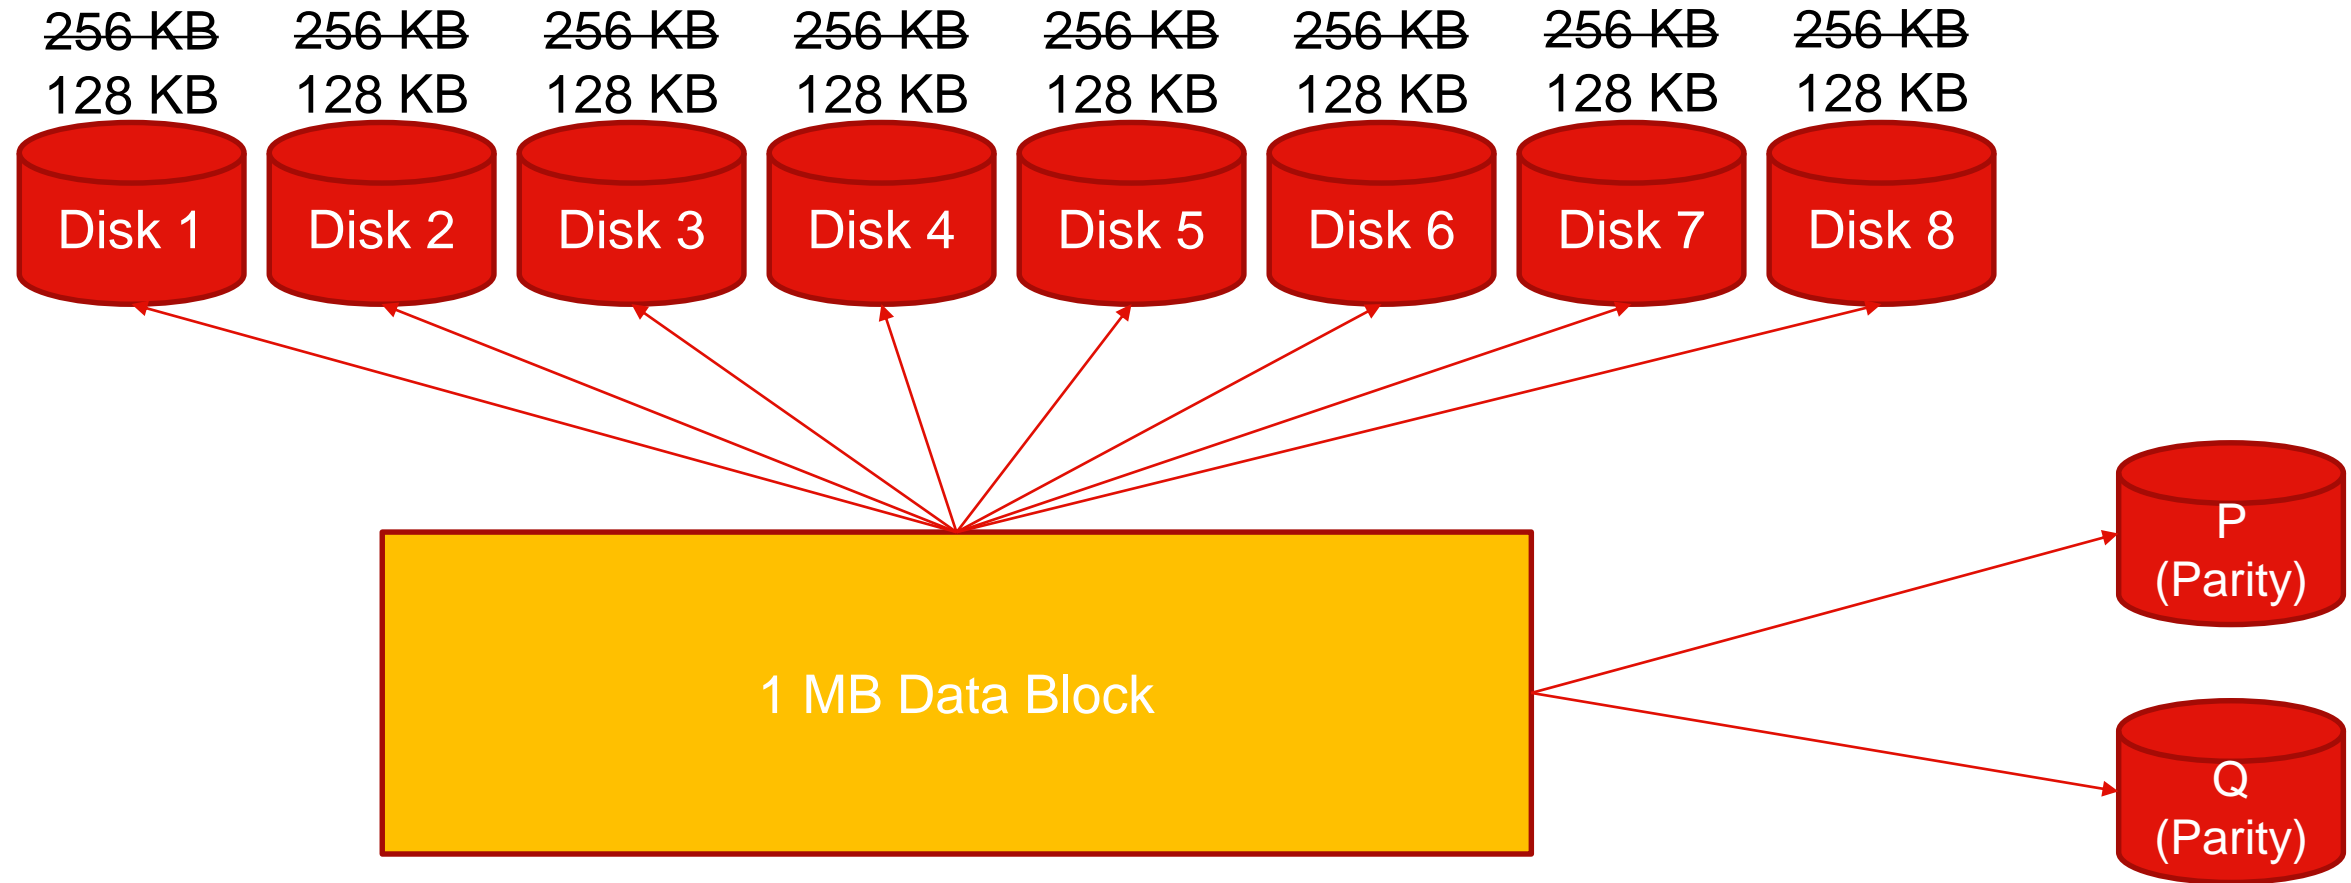 256 KB 256 KB 256 KB 256 KB 256 KB 256 KB 256 KB 256 KB
128 KB 128 KB 128 KB 128 KB 128 KB 128 KB 128 KB 128 KB
Disk 1 Disk 2 Disk 3 Disk 4 Disk 5 Disk 6 Disk 7 Disk 8
P
(Parity)
1 MB Data Block
Q
(Parity)